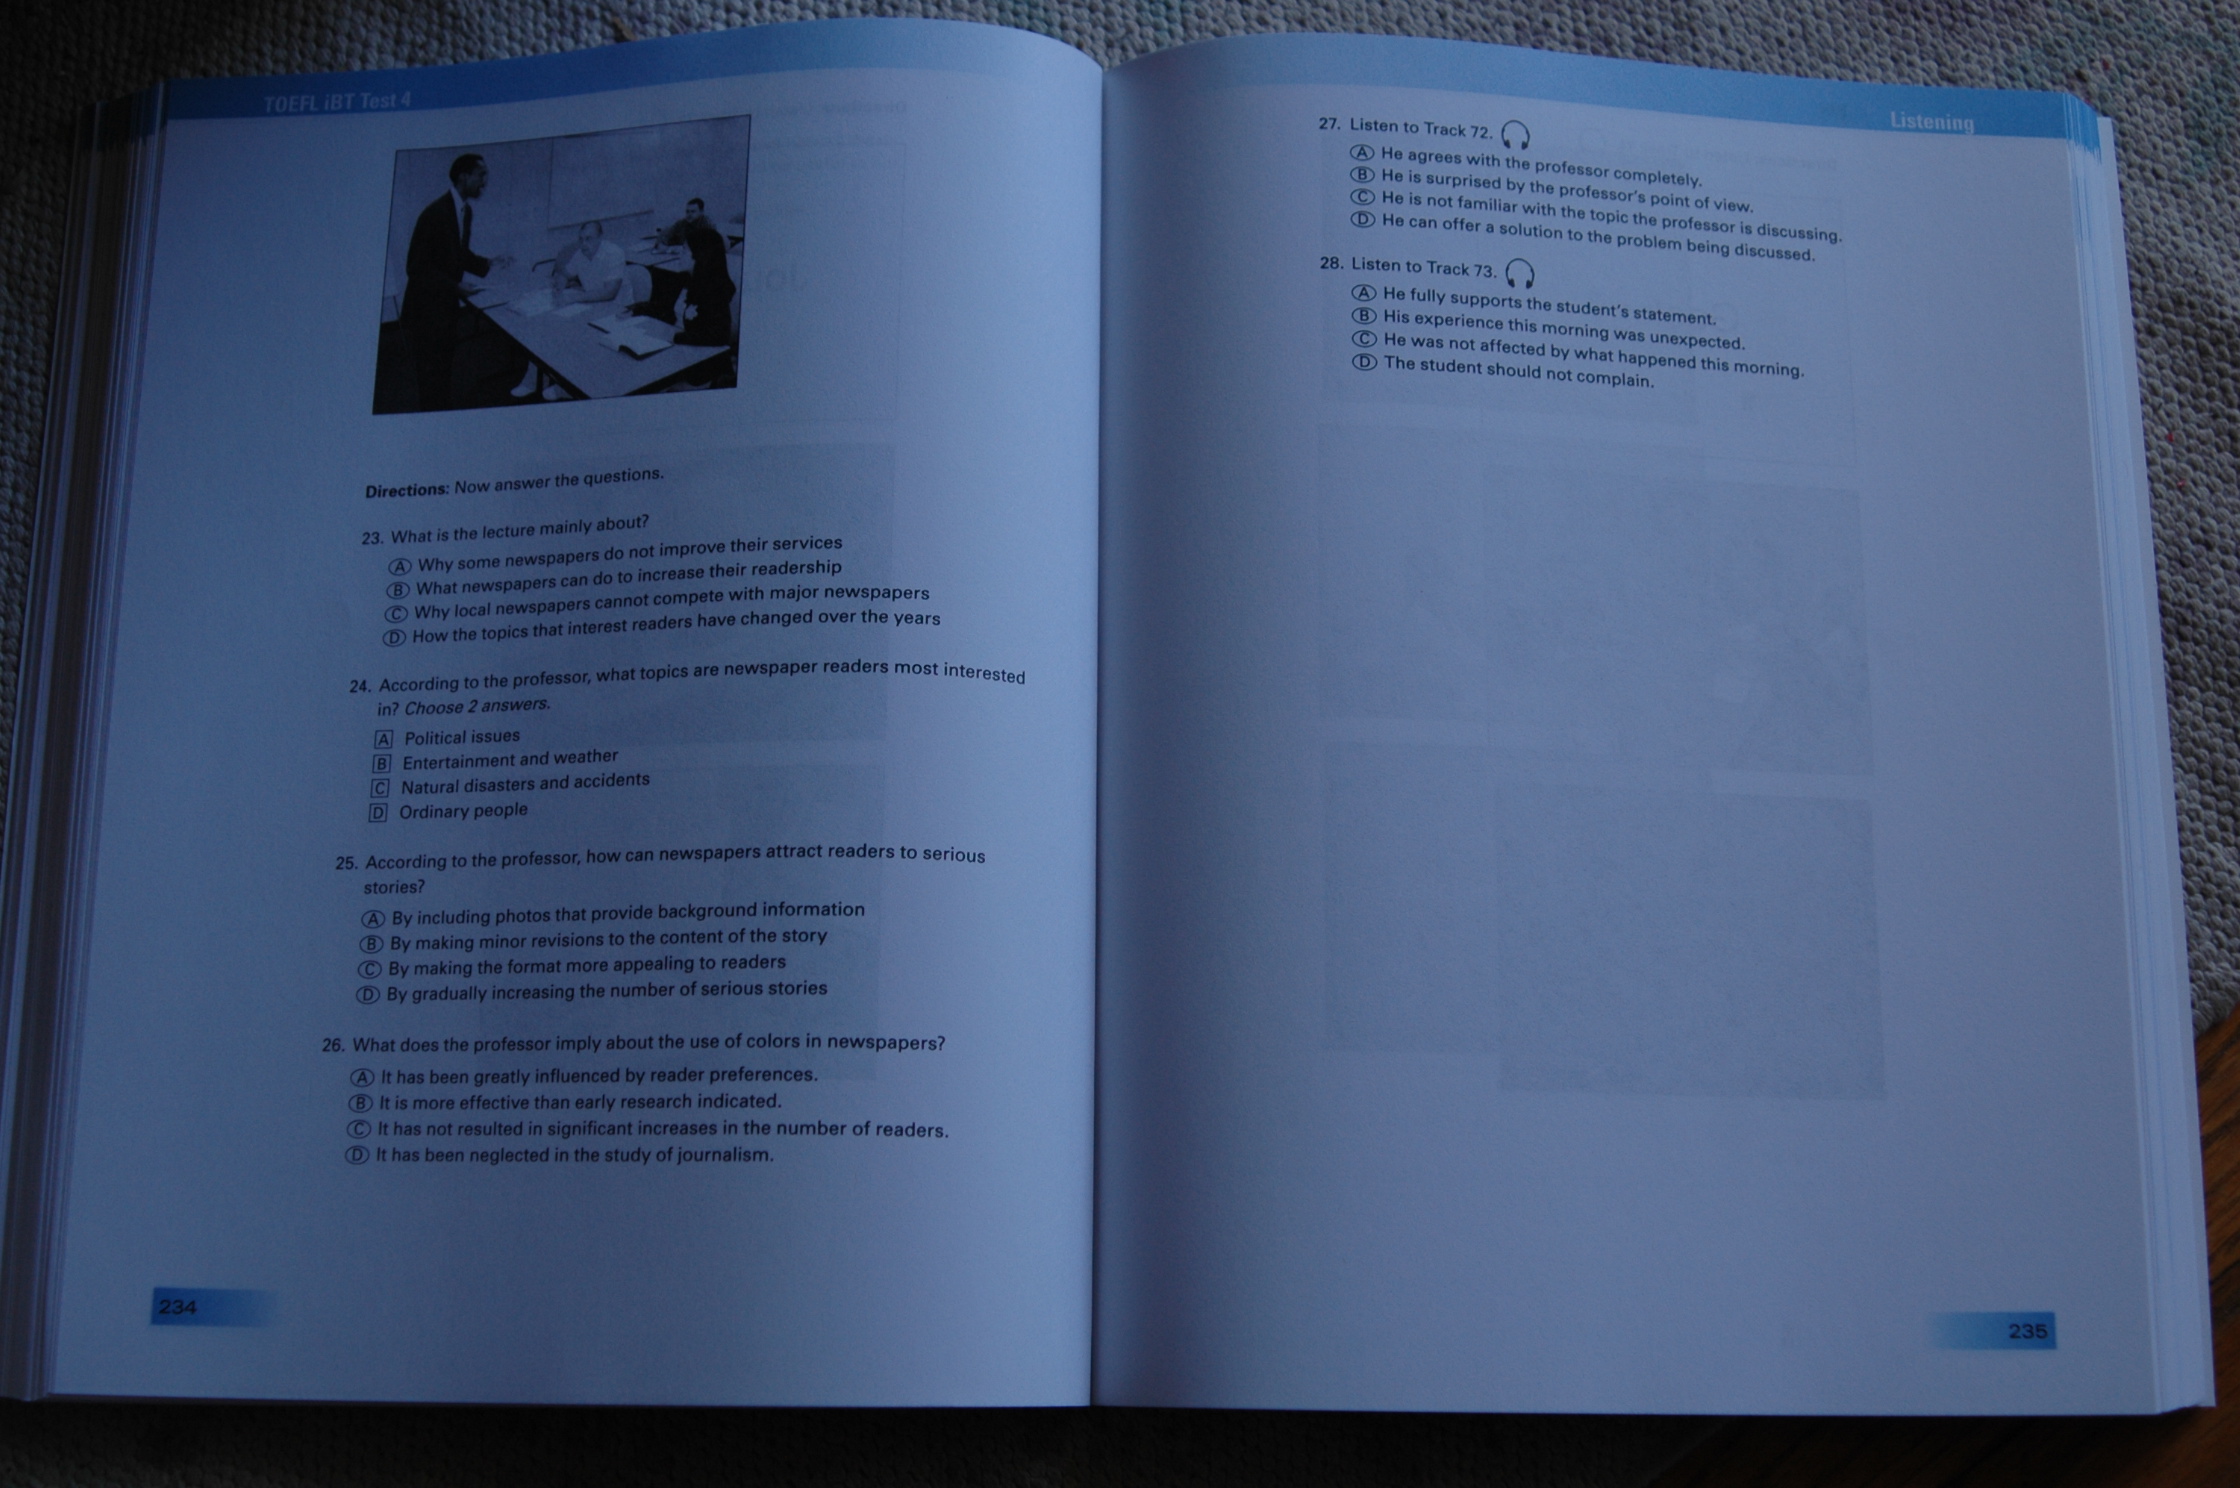 TOEFL iBT Test 4
Directions: Now answer the questions.
23. What is the lecture mainly about?
A Why some newspapers do not improve their services
B What newspapers can do to increase their readership
C Why local newspapers cannot compete with major newspapers
D How the topics that interest readers have changed over the years
24. According to the professor, what topics are newspaper readers most interested
in? Choose 2 answers.
A Political issues
B Entertainment and weather
C Natural disasters and accidents
D Ordinary people
25. According to the professor, how can newspapers attract readers to serious
stories?
A By including photos that provide background information
B By making minor revisions to the content of the story
C By making the format more appealing to readers
D By gradually increasing the number of serious stories
26. What does the professor imply about the use of colors in newspapers?
A It has been greatly influenced by reader preferences.
B It is more effective than early research indicated.
C It has not resulted in significant increases in the number of readers.
D It has been neglected in the study of journalism.
234
Listening
27. Listen to Track 72.
A He agrees with the professor completely.
B He is surprised by the professor's point of view.
C He is not familiar with the topic the professor is discussing.
D He can offer a solution to the problem being discussed.
28. Listen to Track 73.
A He fully supports the student's statement.
B His experience this morning was unexpected.
C He was not affected by what happened this morning.
D The student should not complain.
235